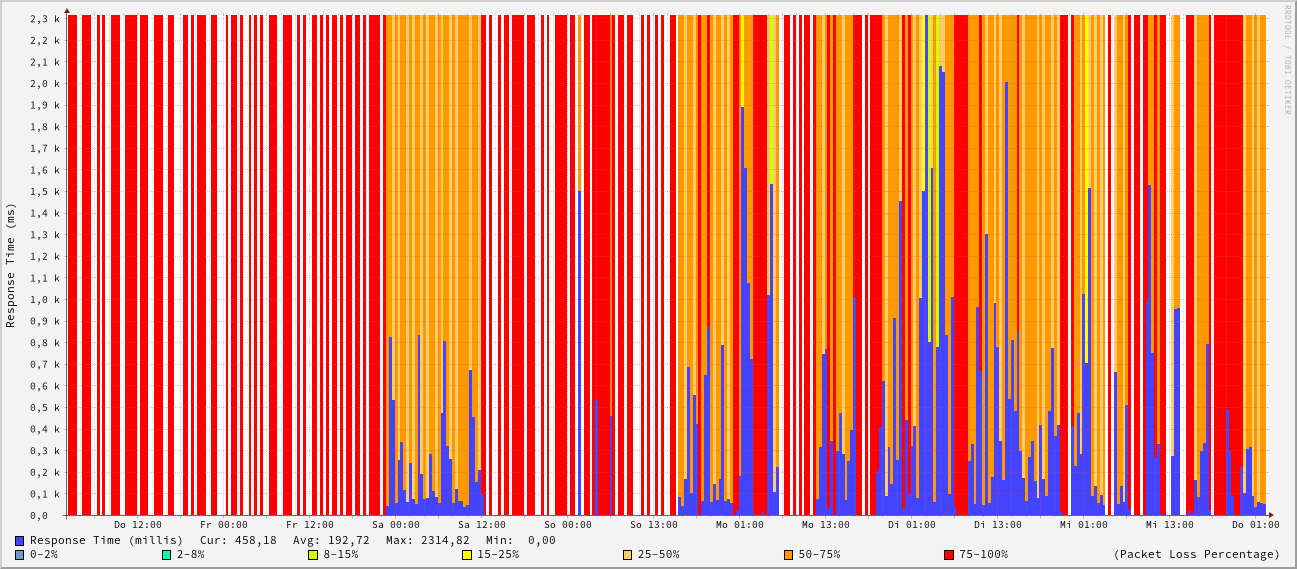 2,3 k
2,2 k
2,1 k
2,0 k
1,9 k
1,8 k
1,7 k
1,6 k
1,5 k
1,4 k
1,3 k
1,2 k
1,1 k
1,0 k
0,9 k
0,8 k
0,7 k
0,6 k
0,5 k
0,4 k
0,3 k
0,2 k
0,1 k
0,0
Response Time (ms)
RRDTOOL / TOBI OETIKER
Do 12:00 Fr 00:00 Fr 12:00 Sa 00:00 Sa 12:00 So 00:00 So 13:00 Mo 01:00 Mo 13:00 Di 01:00 Di 13:00 Mi 01:00 Mi 13:00 Do 01:00
Response Time (millis) Cur: 458,18 Avg: 192,72 Max: 2314,82 Min: 0,00
0-2% 2-8% 8-15% 15-25% 25-50% 50-75% 75-100% (Packet Loss Percentage)